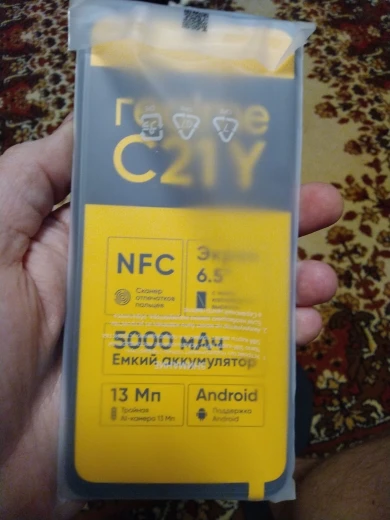 realme
C21Y
NFC
Сканер
отпечатков
пальцев
Экран
6.5"
5000 мАч
Емкий аккумулятор
13 Мп
Тройная
AI-камера 13 Мп
Android
Поддержка
Android